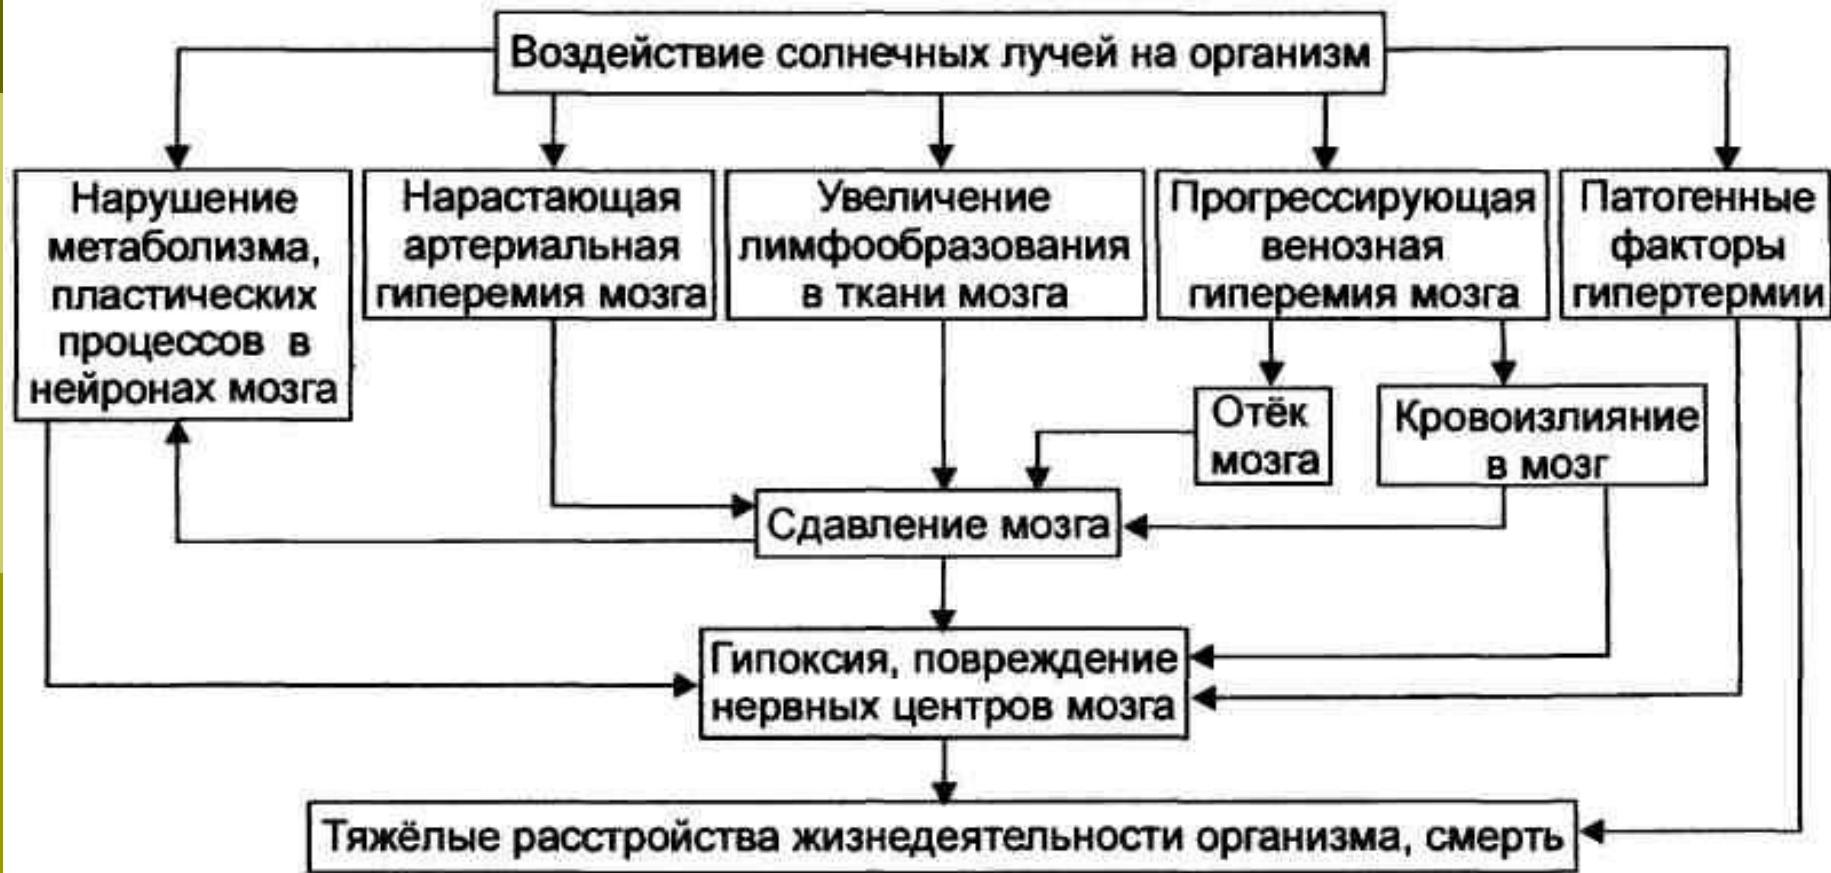 Воздействие солнечных лучей на организм
Нарушение
метаболизма,
пластических
процессов в
нейронах мозга
Нарастающая
артериальная
гиперемия мозга
Увеличение
лимфообразования
в ткани мозга
Прогрессирующая
венозная
гиперемия мозга
Патогенные
факторы
гипертермии
Отёк
мозга
Кровоизлияние
в мозг
Сдавление мозга
Гипоксия, повреждение
нервных центров мозга
Тяжёлые расстройства жизнедеятельности организма, смерть